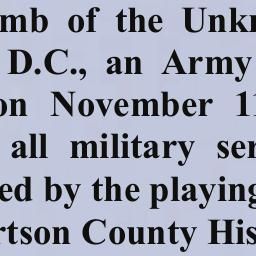 mb of the Unkn
D.C., an Army
on November 11
all military ser
ed by the playing
rtson County His